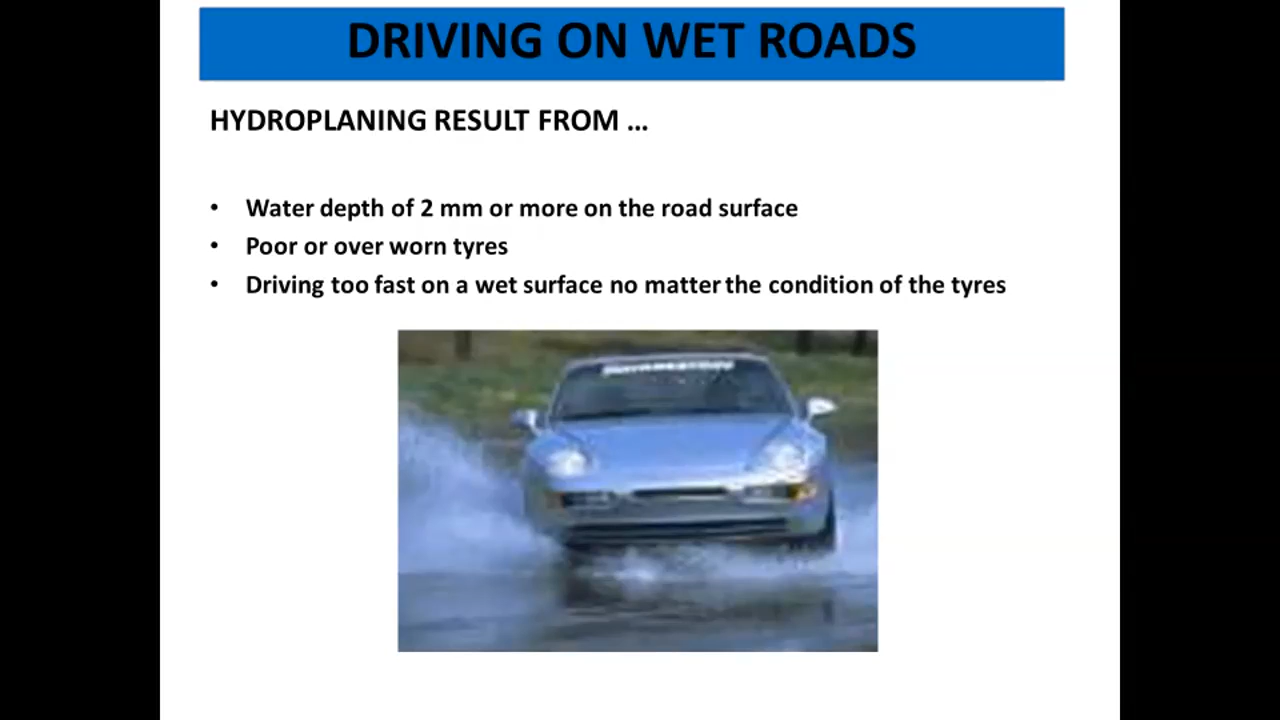 DRIVING ON WET ROADS
HYDROPLANING RESULT FROM ...
• Water depth of 2 mm or more on the road surface
• Poor or over worn tyres
• Driving too fast on a wet surface no matter the condition of the tyres